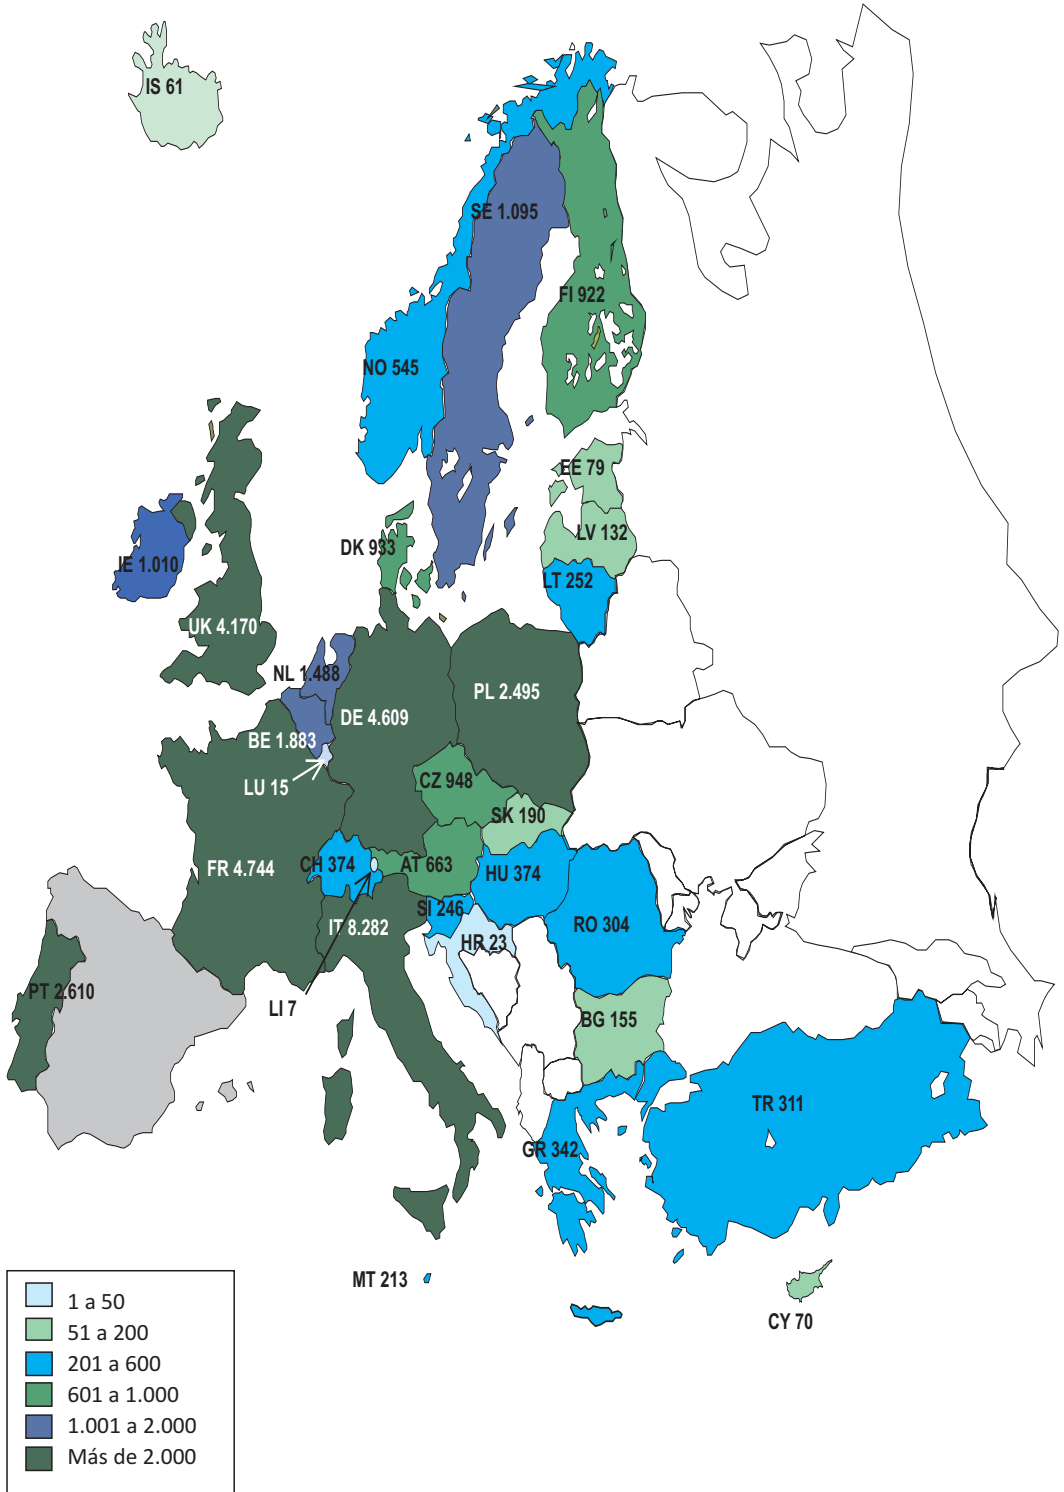 IS 61
SE 1.095
FI 922
NO 545
EE 79
LV 132
DK 933
IE 1.010
LT 252
UK 4.170
NL 1.488
PL 2.495
DE 4.609
BE 1.883
LU 15
CZ 948
SK 190
FR 4.744
CH 374
AT 663
HU 374
SI 246
IT 8.282
RO 304
HR 23
PT 2.610
LI 7
BG 155
TR 311
GR 342
MT 213
CY 70
1 a 50
51 a 200
201 a 600
601 a 1.000
1.001 a 2.000
Más de 2.000